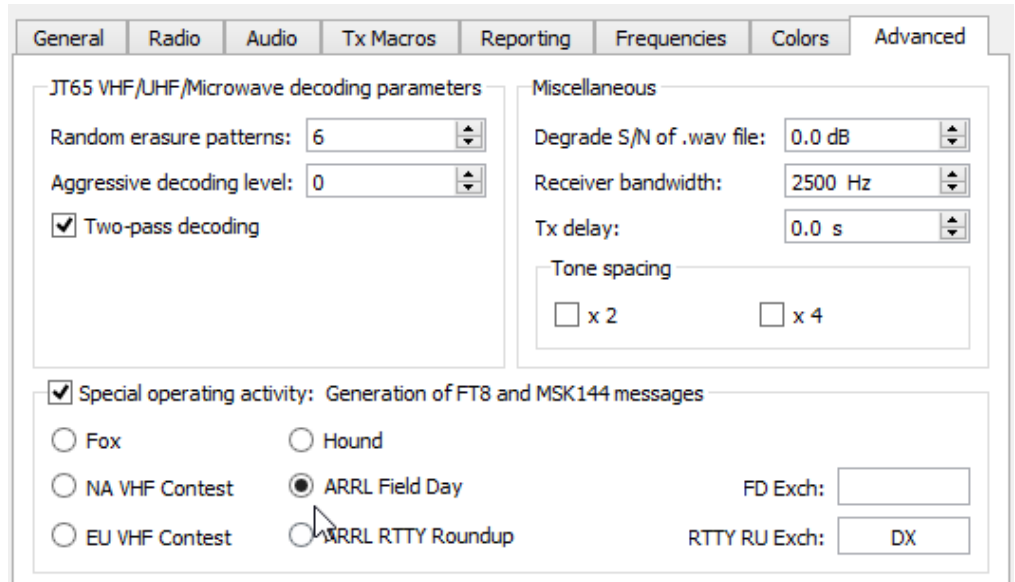 General Radio Audio Tx Macros Reporting Frequencies Colors Advanced
JT65 VHF/UHF/Microwave decoding parameters
Random erasure patterns: 6
Aggressive decoding level: 0
Two-pass decoding
Miscellaneous
Degrade S/N of .wav file: 0.0 dB
Receiver bandwidth: 2500 Hz
Tx delay: 0.0 s
Tone spacing
x 2 x 4
Special operating activity: Generation of FT8 and MSK144 messages
Fox Hound
NA VHF Contest ARRL Field Day FD Exch:
EU VHF Contest ARRL RTTY Roundup RTTY RU Exch: DX